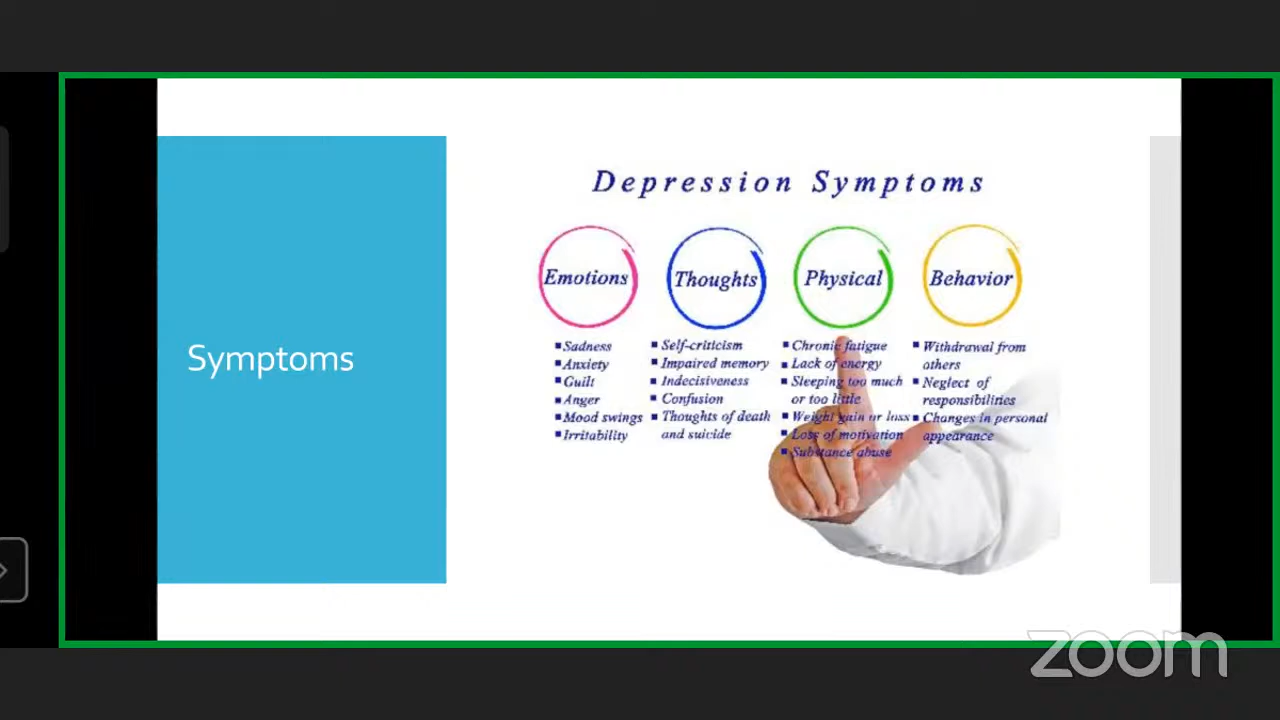 Symptoms
Depression Symptoms
Emotions
▪Sadness
▪Anxiety
▪Guilt
▪Anger
▪Mood swings
▪Irritability
Thoughts
▪Self-criticism
▪Impaired memory
▪Indecisiveness
▪Confusion
▪Thoughts of death
and suicide
Physical
▪Chronic fatigue
▪Lack of energy
▪Sleeping too much
or too little
▪Weight gain or loss
▪Loss of motivation
▪Substance abuse
Behavior
▪Withdrawal from
others
▪Neglect of
responsibilities
▪Changes in personal
appearance
zoom